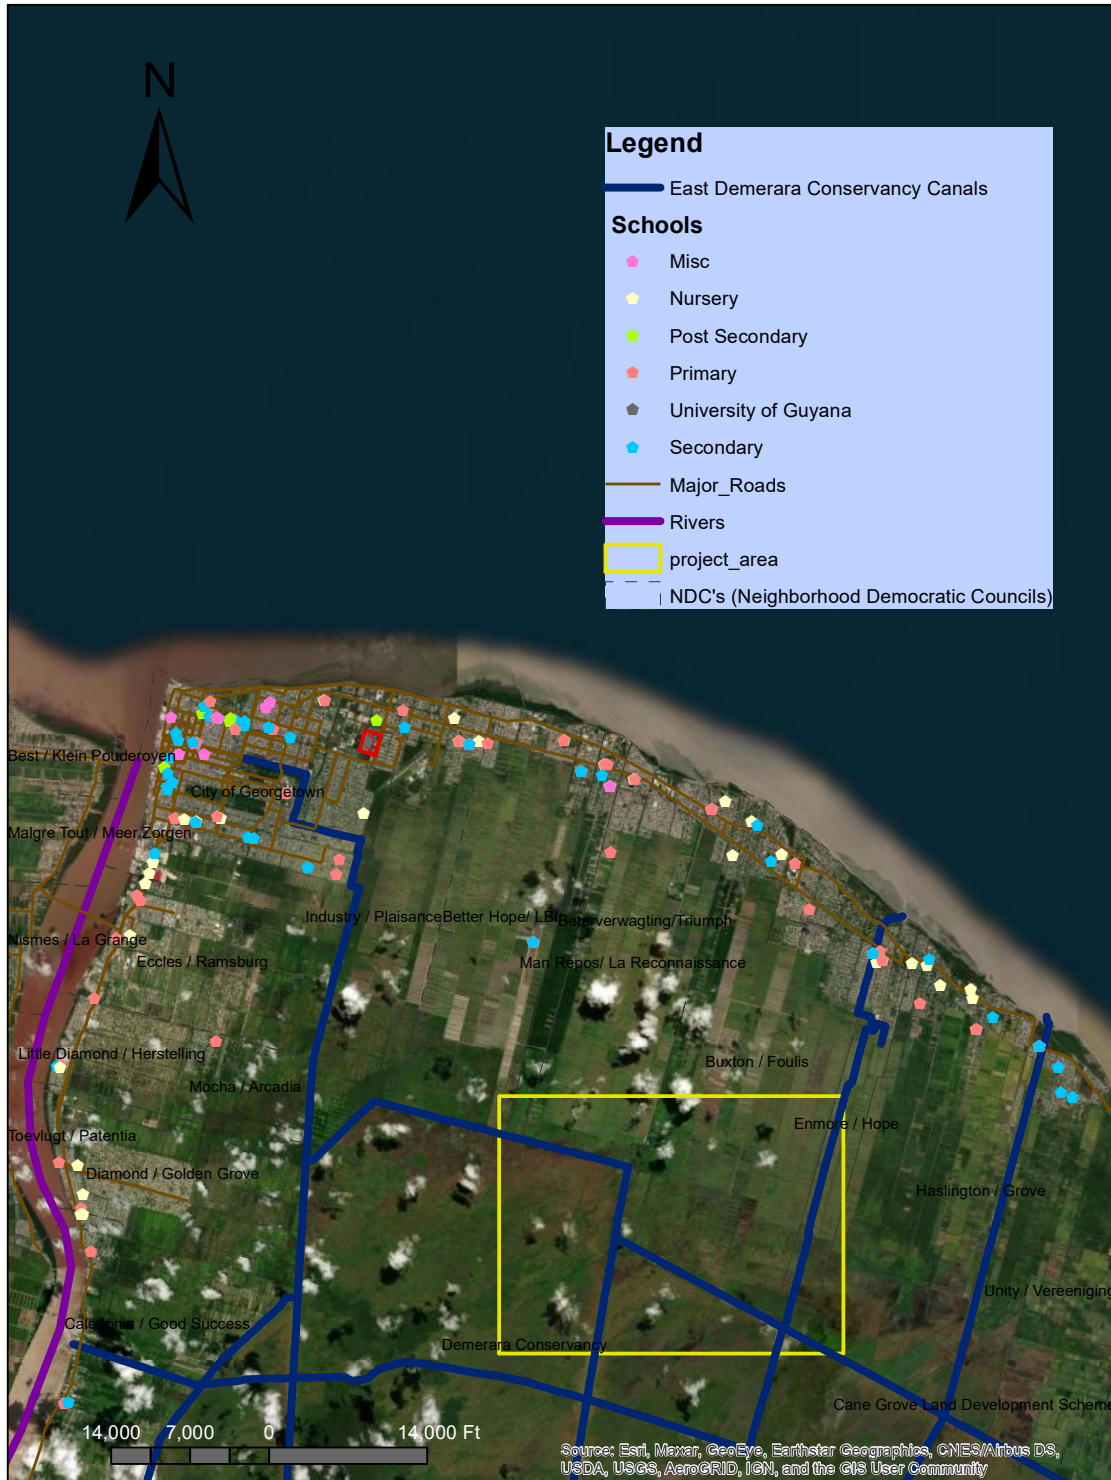 N
Legend
East Demerara Conservancy Canals
Schools
Misc
Nursery
Post Secondary
Primary
University of Guyana
Secondary
Major_Roads
Rivers
project_area
NDC's (Neighborhood Democratic Councils)
Best / Klein Pouderoyen
City of Georgetown
Malgre Tout / Meer Zorgen
Industry / Plaisance
Better Hope/ LBI
Beterverwagting/Triumph
Nismes / La Grange
Eccles / Ramsburg
Man Repos/ La Reconnaissance
Little Diamond / Herstelling
Buxton / Foulis
Mocha / Arcadia
Enmore / Hope
Toevlugt / Patentia
Diamond / Golden Grove
Haslington / Grove
Unity / Vereeniging
Caledonia / Good Success
Demerara Conservancy
Cane Grove Land Development Scheme
14,000 7,000 0 14,000 Ft
Source: Esri, Maxar, GeoEye, Earthstar Geographics, CNES/Airbus DS,
USDA, USGS, AeroGRID, IGN, and the GIS User Community